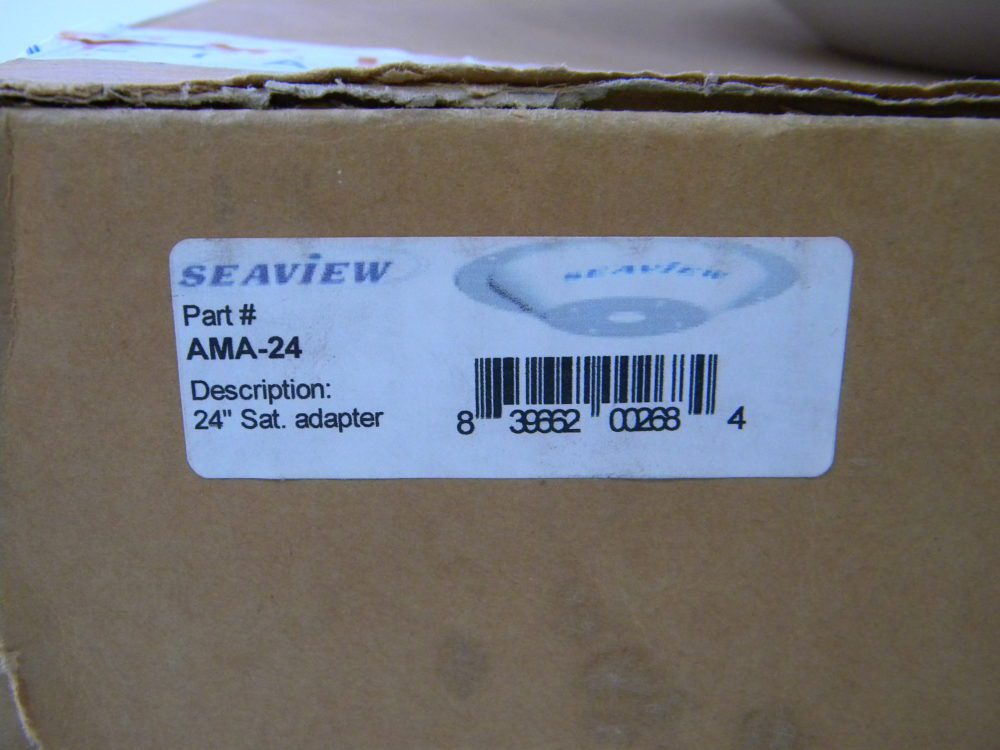 SEAVIEW
SEAVIEW
Part #
AMA-24
Description:
24" Sat. adapter
8 39662 00268 4